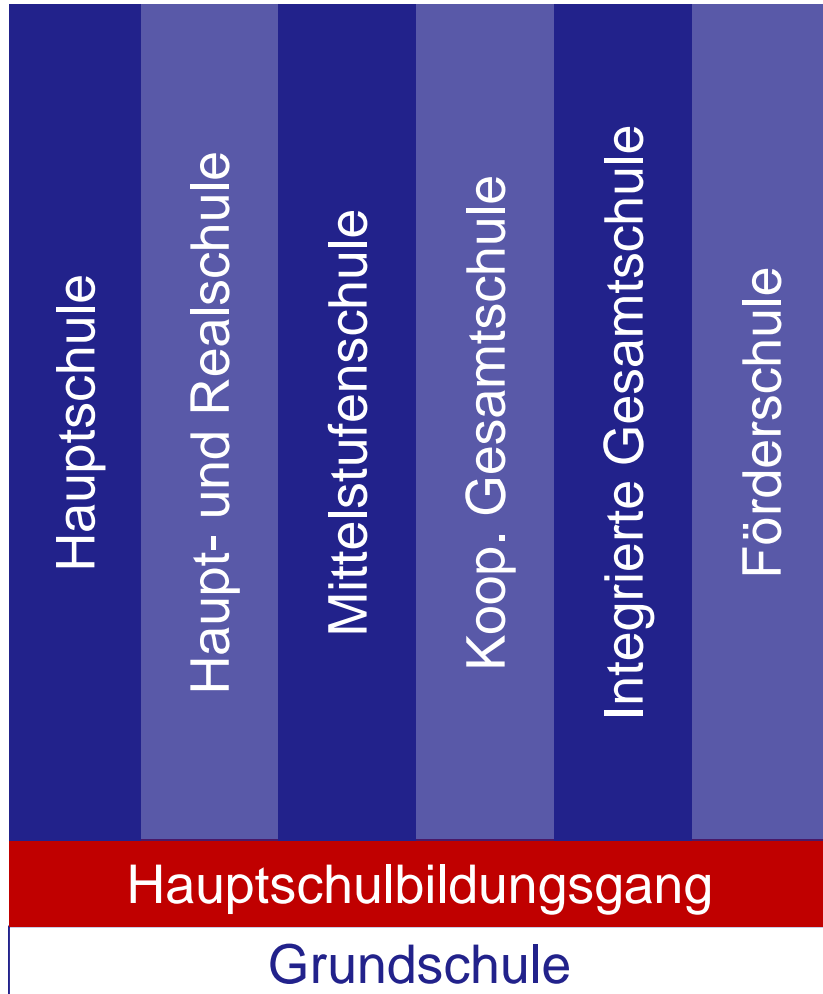 Hauptschule
Haupt- und Realschule
Mittelstufenschule
Koop. Gesamtschule
Integrierte Gesamtschule
Förderschule
Hauptschulbildungsgang
Grundschule